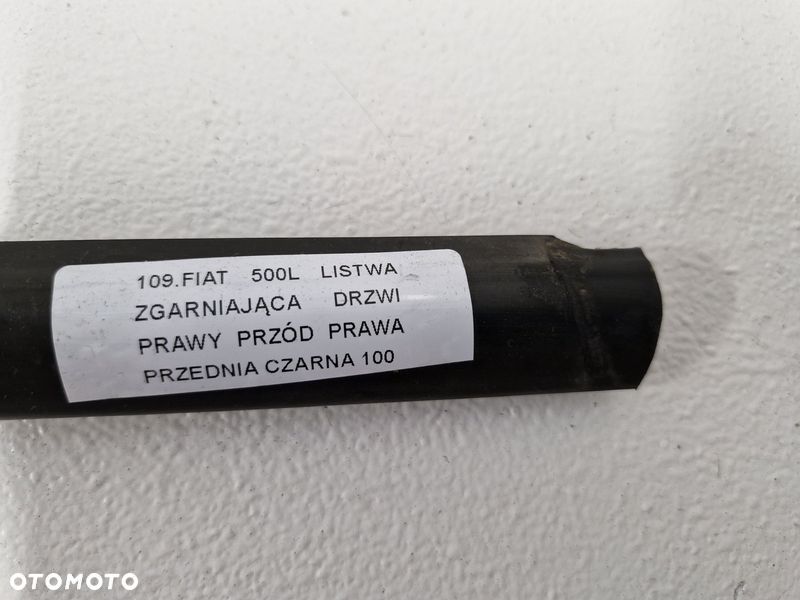 109.FIAT 500L LISTWA
ZGARNIAJĄCA DRZWI
PRAWY PRZÓD PRAWA
PRZEDNIA CZARNA 100
OTOMOTO